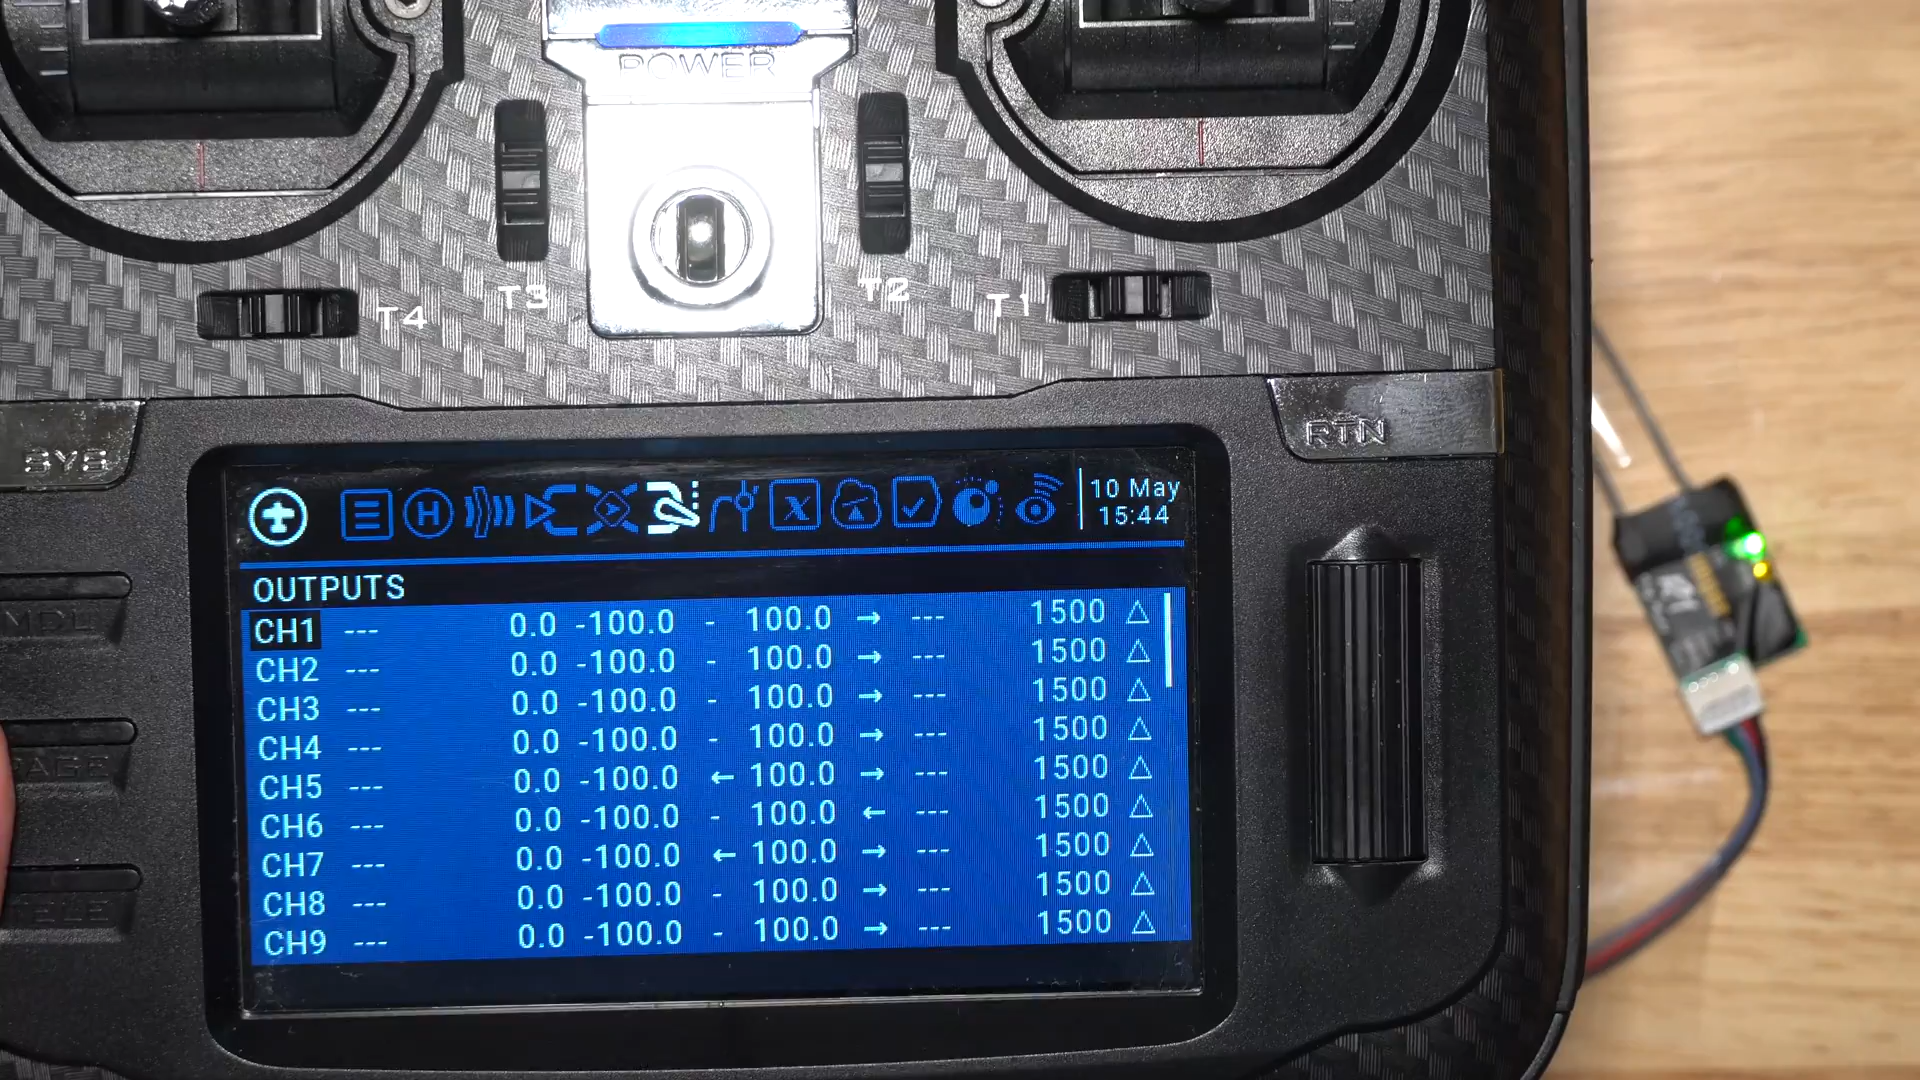 POWER
T4
T3
T2
T1
SYS
RTN
MDL
PAGE
TELE
H
x
10 May
15:44
OUTPUTS
CH1 --- 0.0 -100.0 - 100.0 → --- 1500 △
CH2 --- 0.0 -100.0 - 100.0 → --- 1500 △
CH3 --- 0.0 -100.0 - 100.0 → --- 1500 △
CH4 --- 0.0 -100.0 - 100.0 → --- 1500 △
CH5 --- 0.0 -100.0 ← 100.0 → --- 1500 △
CH6 --- 0.0 -100.0 - 100.0 ← --- 1500 △
CH7 --- 0.0 -100.0 ← 100.0 → --- 1500 △
CH8 --- 0.0 -100.0 - 100.0 → --- 1500 △
CH9 --- 0.0 -100.0 - 100.0 → --- 1500 △